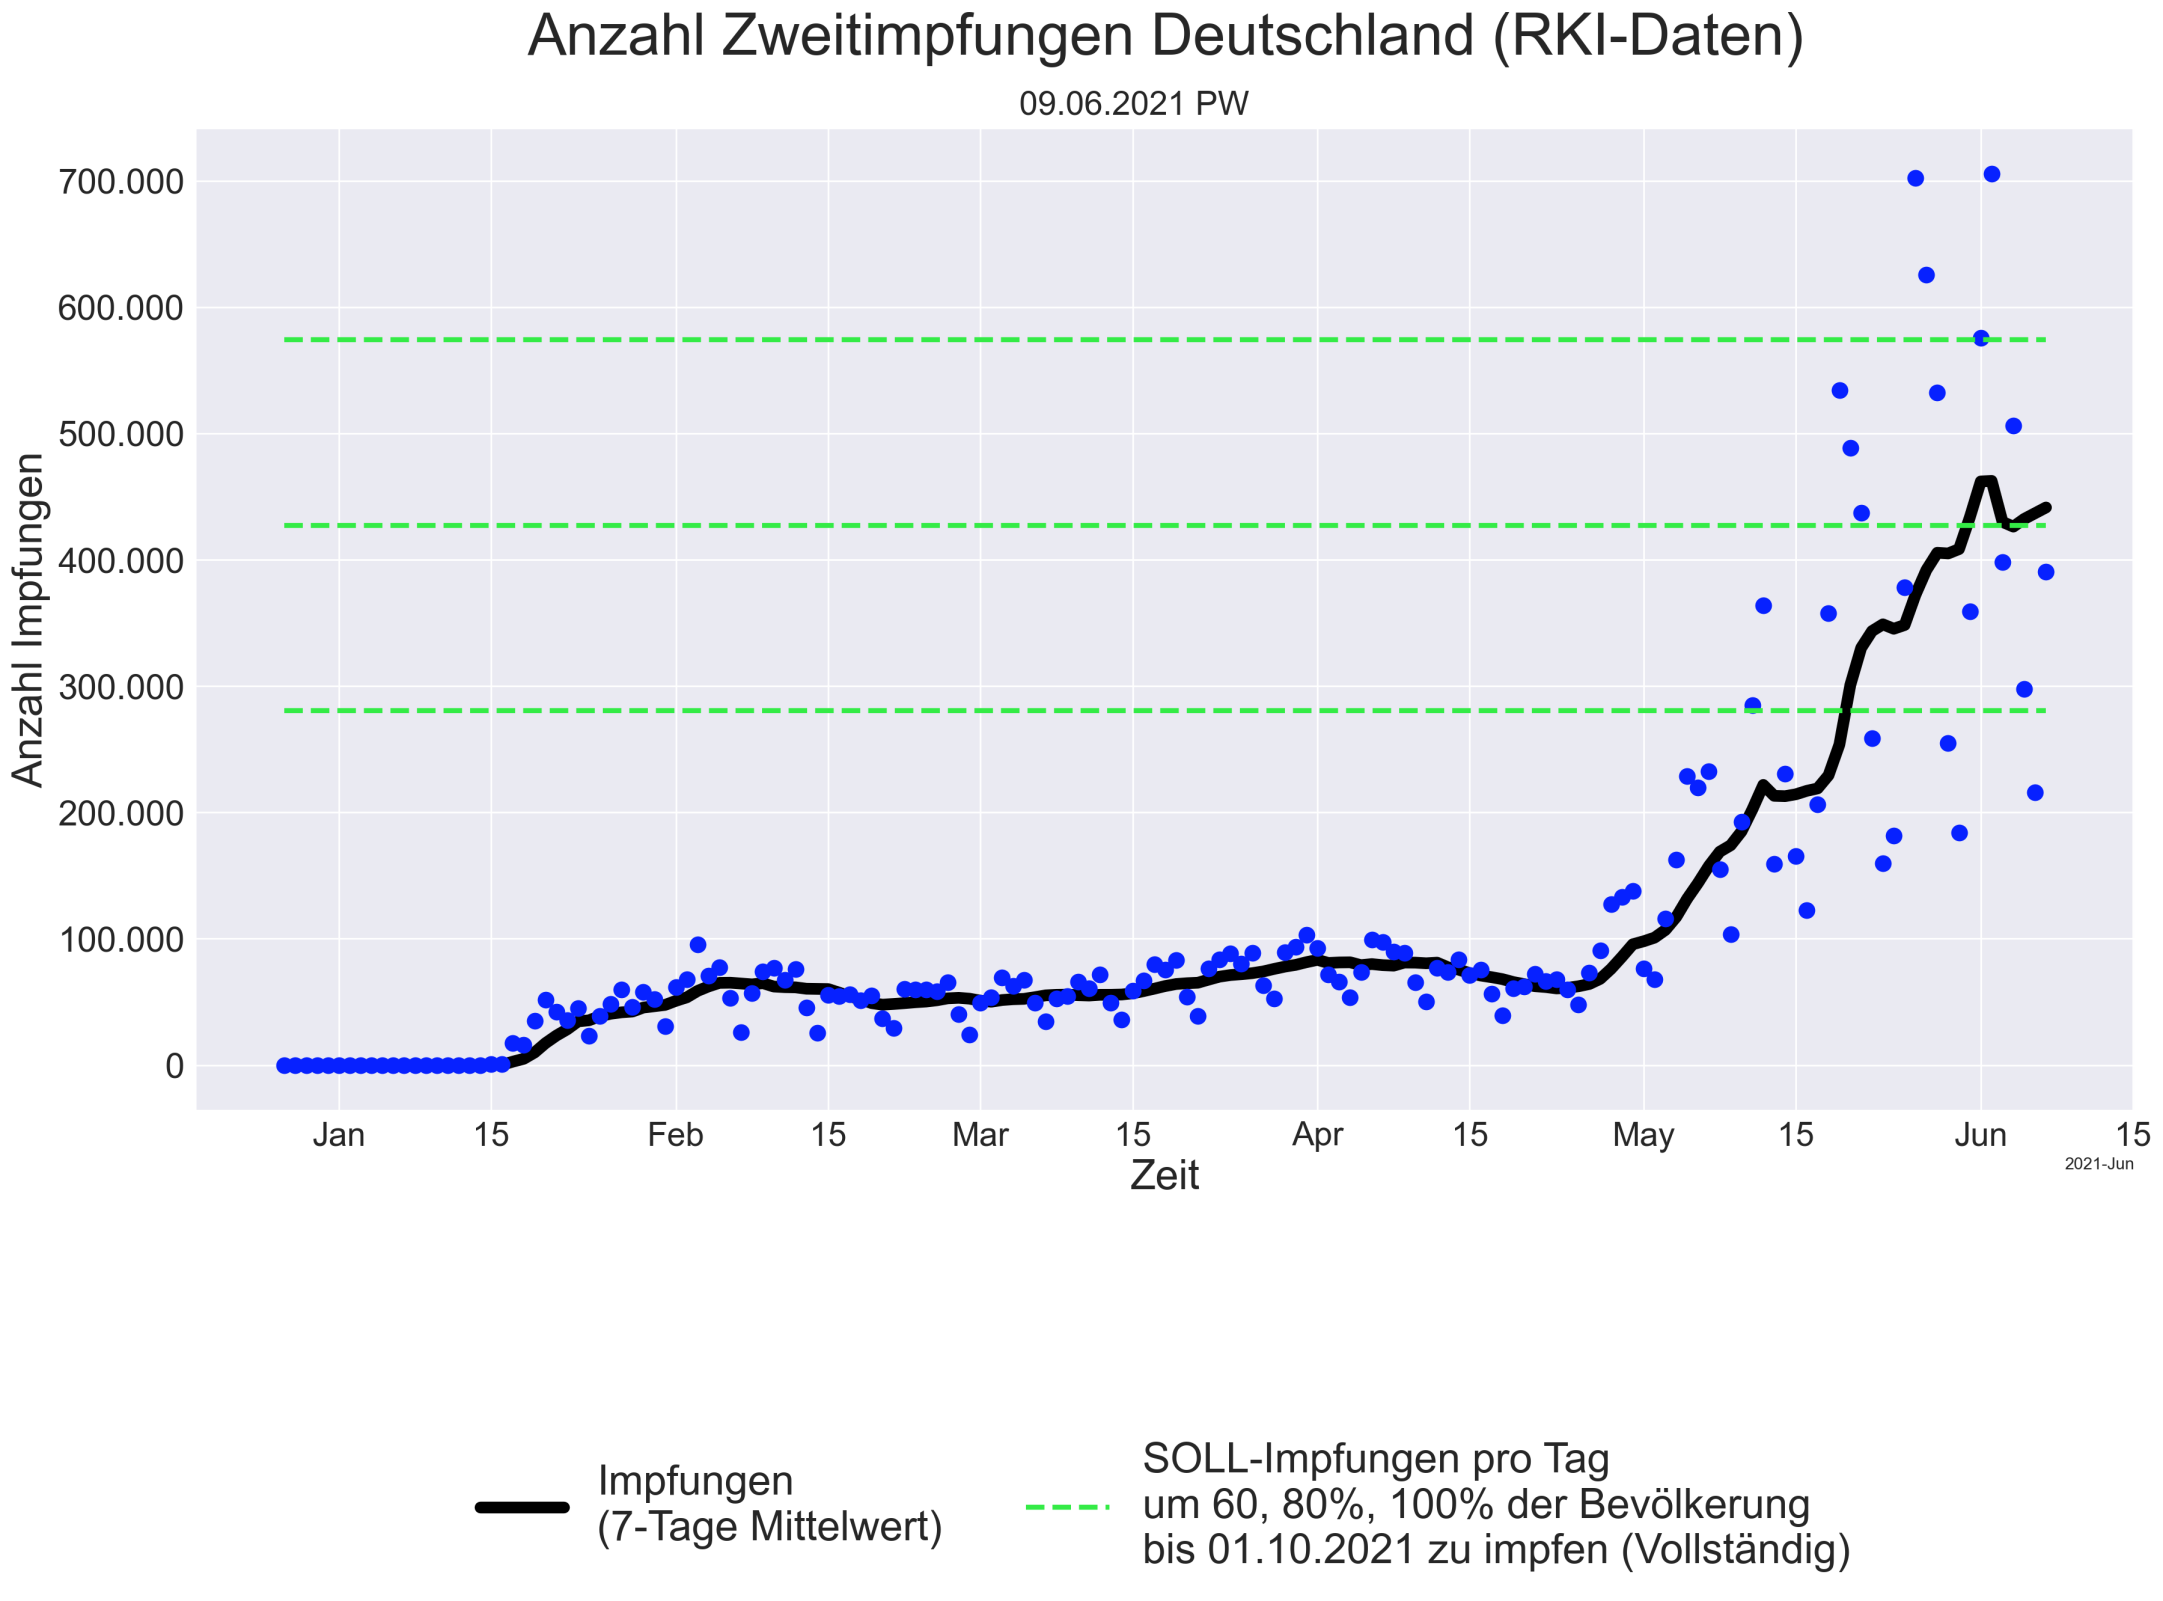 Anzahl Zweitimpfungen Deutschland (RKI-Daten)
09.06.2021 PW
Anzahl Impfungen
700.000
600.000
500.000
400.000
300.000
200.000
100.000
0
Jan 15 Feb 15 Mar 15 Apr 15 May 15 Jun 15
2021-Jun
Zeit
Impfungen
(7-Tage Mittelwert)
SOLL-Impfungen pro Tag
um 60, 80%, 100% der Bevölkerung
bis 01.10.2021 zu impfen (Vollständig)